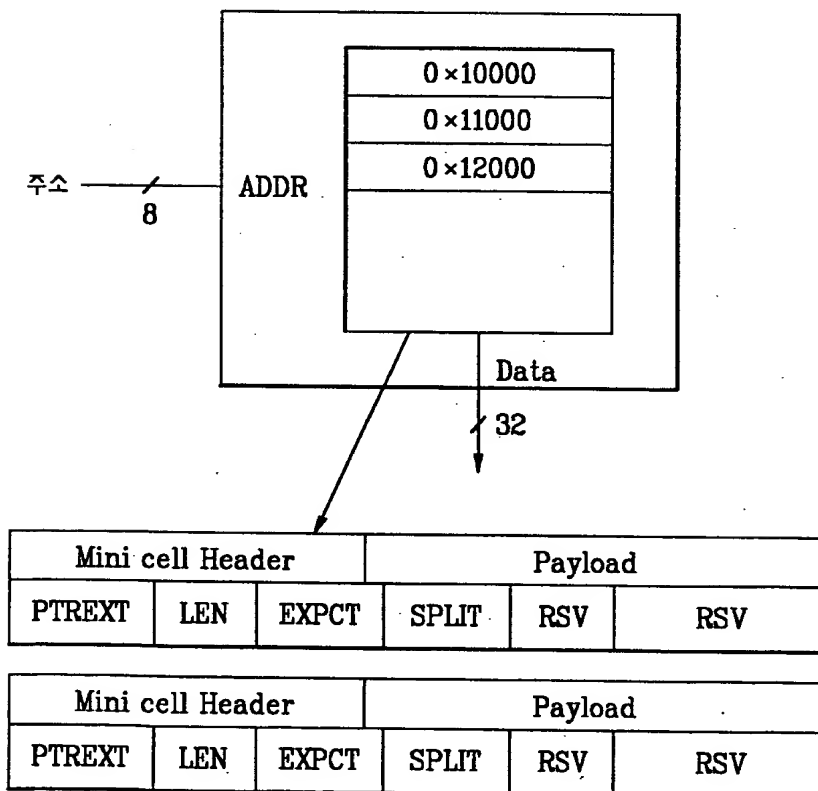 0×10000
0×11000
0×12000
주소
8
ADDR
Data
32
Mini cell Header Payload
PTREXT LEN EXPCT SPLIT RSV RSV
Mini cell Header Payload
PTREXT LEN EXPCT SPLIT RSV RSV